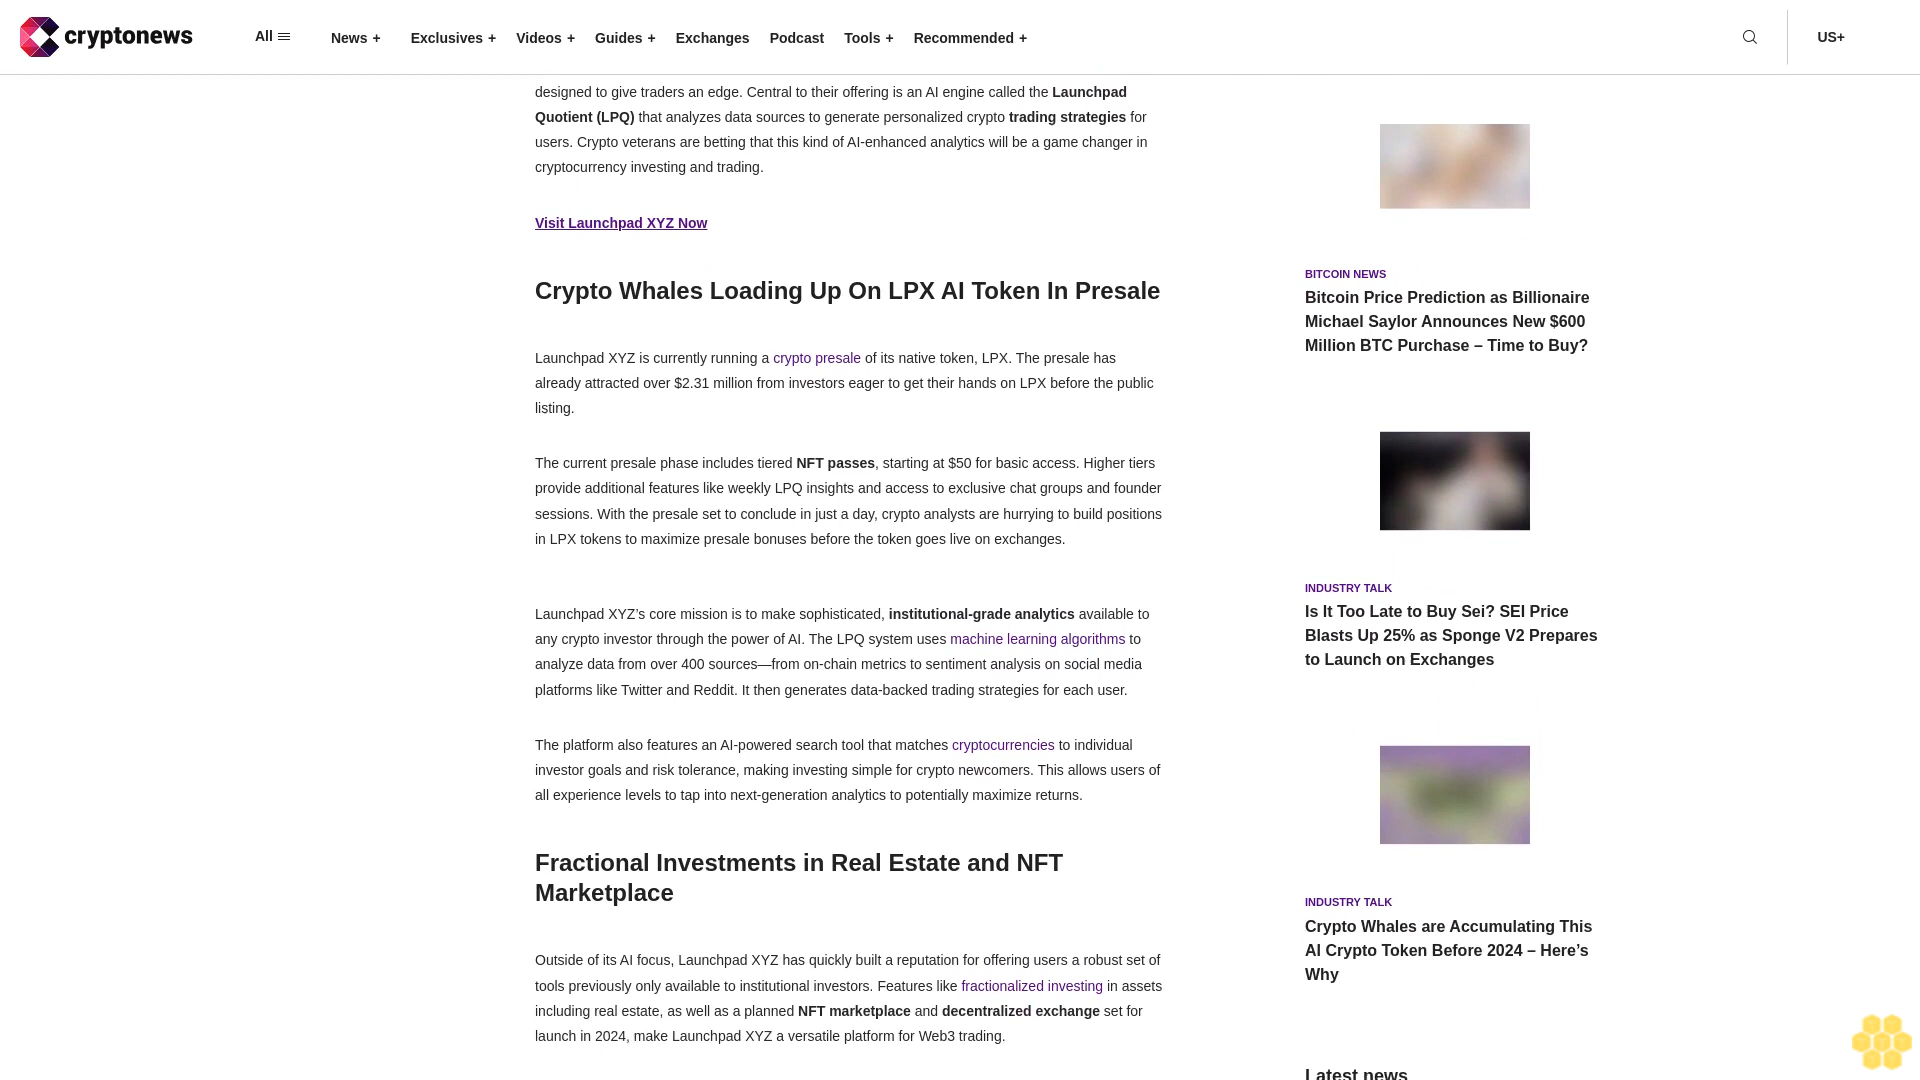 cryptonews
All
News +
Exclusives +
Videos +
Guides +
Exchanges
Podcast
Tools +
Recommended +
US+
designed to give traders an edge. Central to their offering is an AI engine called the Launchpad
Quotient (LPQ) that analyzes data sources to generate personalized crypto trading strategies for
users. Crypto veterans are betting that this kind of AI-enhanced analytics will be a game changer in
cryptocurrency investing and trading.
Visit Launchpad XYZ Now
Crypto Whales Loading Up On LPX AI Token In Presale
Launchpad XYZ is currently running a crypto presale of its native token, LPX. The presale has
already attracted over $2.31 million from investors eager to get their hands on LPX before the public
listing.
The current presale phase includes tiered NFT passes, starting at $50 for basic access. Higher tiers
provide additional features like weekly LPQ insights and access to exclusive chat groups and founder
sessions. With the presale set to conclude in just a day, crypto analysts are hurrying to build positions
in LPX tokens to maximize presale bonuses before the token goes live on exchanges.
Launchpad XYZ’s core mission is to make sophisticated, institutional-grade analytics available to
any crypto investor through the power of AI. The LPQ system uses machine learning algorithms to
analyze data from over 400 sources—from on-chain metrics to sentiment analysis on social media
platforms like Twitter and Reddit. It then generates data-backed trading strategies for each user.
The platform also features an AI-powered search tool that matches cryptocurrencies to individual
investor goals and risk tolerance, making investing simple for crypto newcomers. This allows users of
all experience levels to tap into next-generation analytics to potentially maximize returns.
Fractional Investments in Real Estate and NFT
Marketplace
Outside of its AI focus, Launchpad XYZ has quickly built a reputation for offering users a robust set of
tools previously only available to institutional investors. Features like fractionalized investing in assets
including real estate, as well as a planned NFT marketplace and decentralized exchange set for
launch in 2024, make Launchpad XYZ a versatile platform for Web3 trading.
BITCOIN NEWS
Bitcoin Price Prediction as Billionaire
Michael Saylor Announces New $600
Million BTC Purchase – Time to Buy?
INDUSTRY TALK
Is It Too Late to Buy Sei? SEI Price
Blasts Up 25% as Sponge V2 Prepares
to Launch on Exchanges
INDUSTRY TALK
Crypto Whales are Accumulating This
AI Crypto Token Before 2024 – Here’s
Why
Latest news